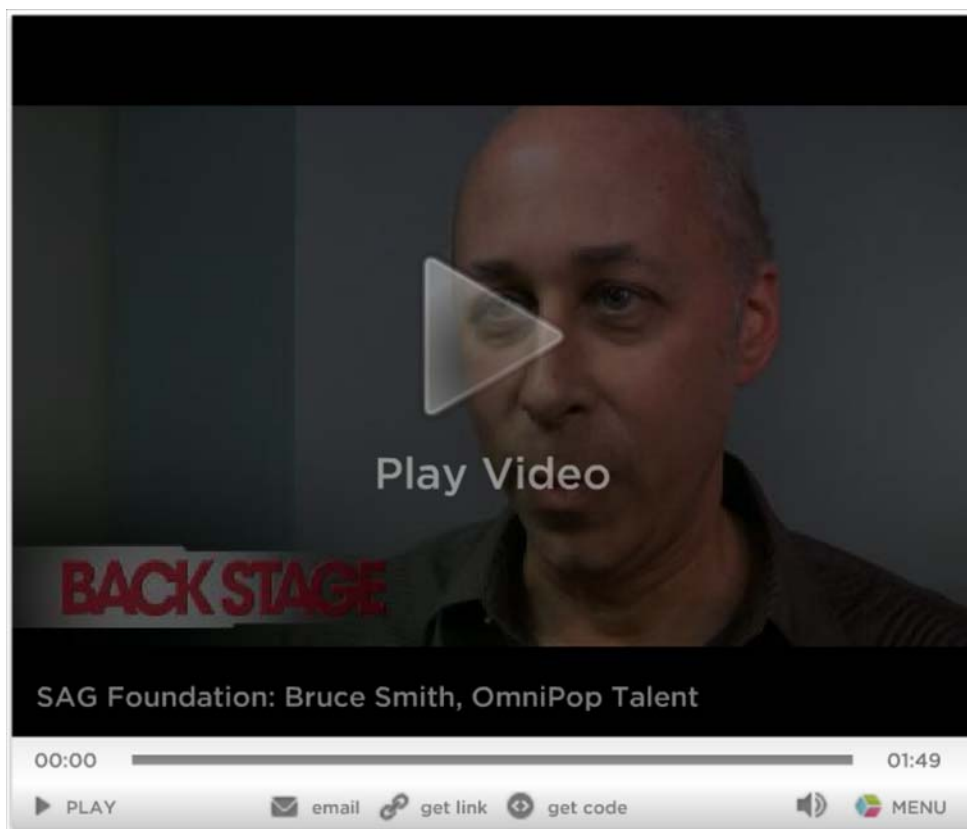 Play Video
BACK STAGE
SAG Foundation: Bruce Smith, OmniPop Talent
00:00 01:49
PLAY email get link get code MENU